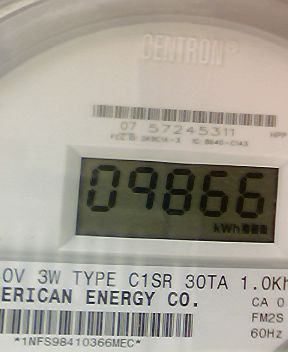 CENTRON®
07 57245311
09866
kWh
0V 3W TYPE C1SR 30TA 1.0Kh
ERICAN ENERGY CO.
CA 0
FM2S
60Hz
*1NFS98410366MEC*